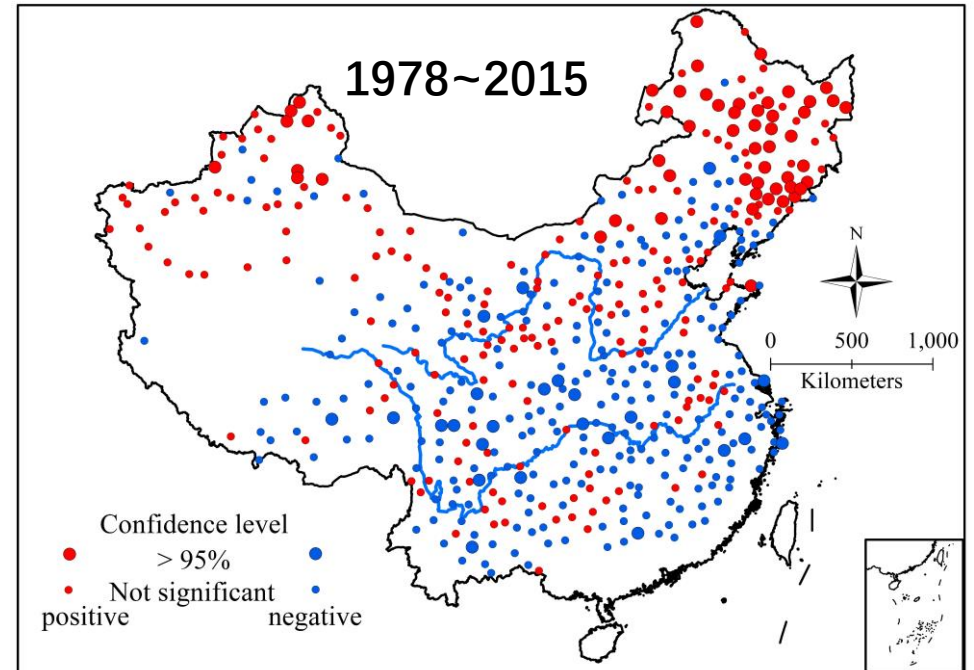 1978~2015
N
0 500 1,000
Kilometers
Confidence level
> 95%
Not significant
positive negative